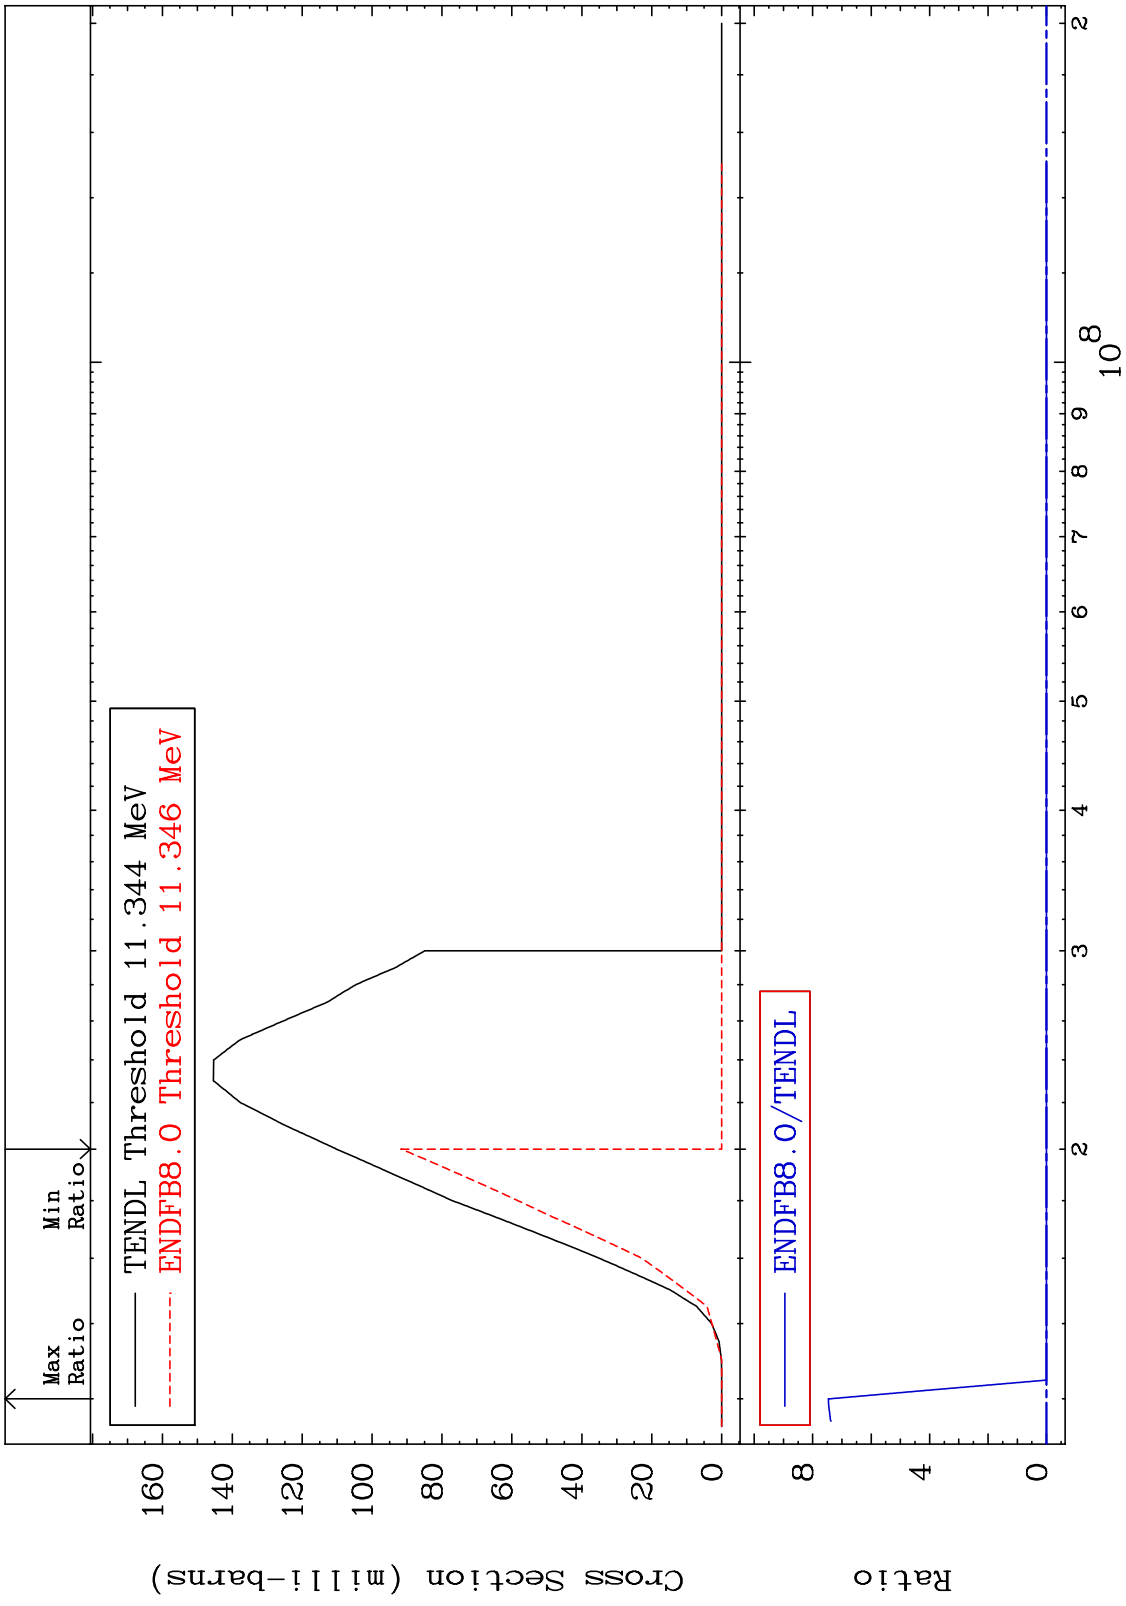 Max
Ratio
Min
Ratio
TENDL Threshold 11.344 MeV
ENDFB8.0 Threshold 11.346 MeV
160
140
120
100
80
60
40
20
0
Cross Section (milli-barns)
ENDFB8.0/TENDL
8
4
0
Ratio
2
3
4
5
6
7
8
9
10^8
2